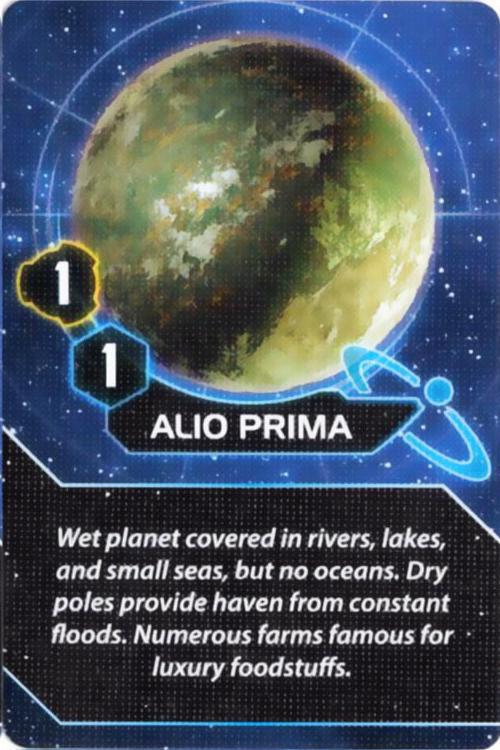 1
1
ALIO PRIMA
Wet planet covered in rivers, lakes,
and small seas, but no oceans. Dry
poles provide haven from constant
floods. Numerous farms famous for
luxury foodstuffs.